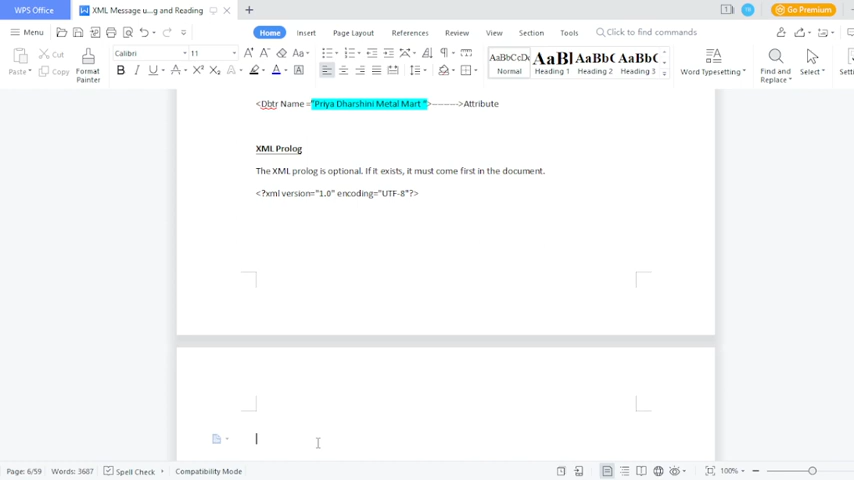 WPS Office
XML Message u...g and Reading
Go Premium
Menu
Home
Insert
Page Layout
References
Review
View
Section
Tools
Click to find commands
Paste
Cut
Copy
Format Painter
Calibri
11
AaBbCcDc
Normal
AaBl
Heading 1
AaBb(
Heading 2
AaBbC
Heading 3
Word Typesetting
Find and Replace
Select
<Dbtr Name ="Priya Dharshini Metal Mart ">--------->Attribute
XML Prolog
The XML prolog is optional. If it exists, it must come first in the document.
<?xml version="1.0" encoding="UTF-8"?>
Page: 6/59
Words: 3687
Spell Check
Compatibility Mode
100%